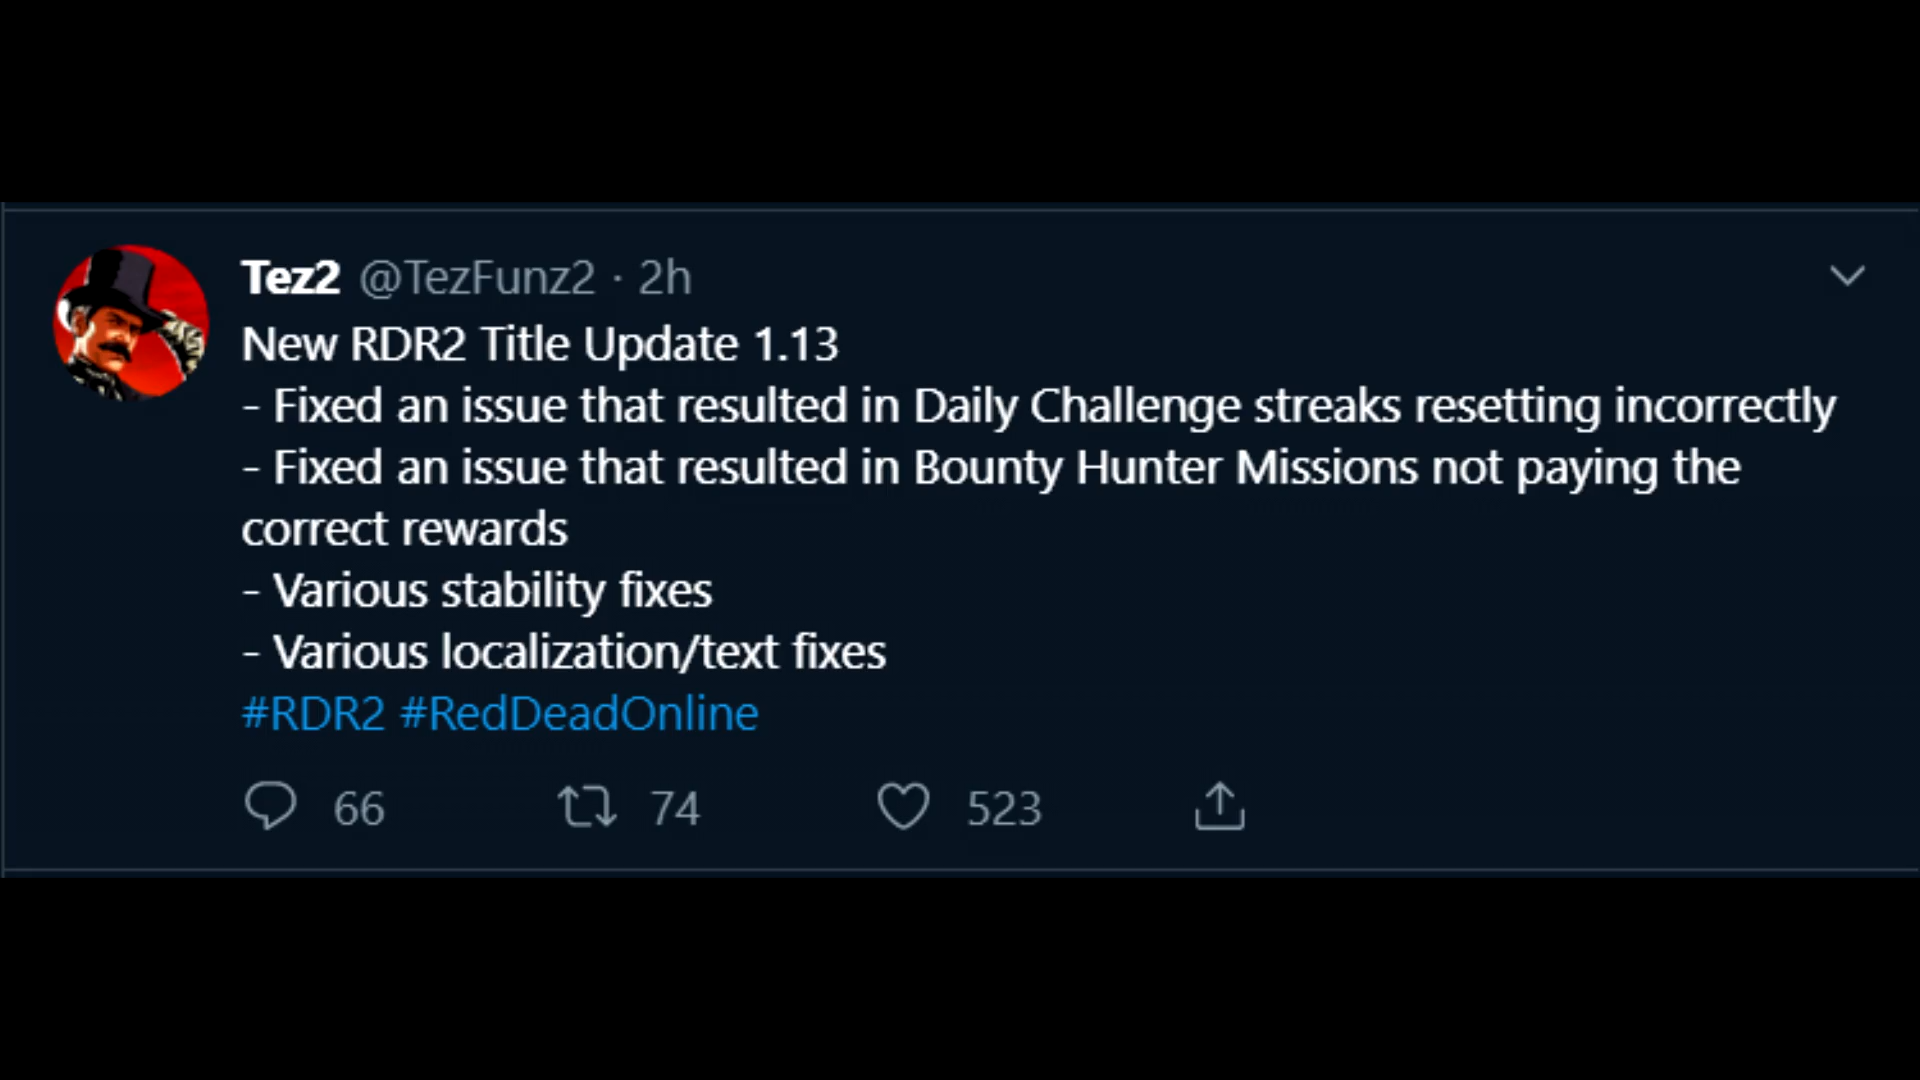 Tez2 @TezFunz2 · 2h
New RDR2 Title Update 1.13
- Fixed an issue that resulted in Daily Challenge streaks resetting incorrectly
- Fixed an issue that resulted in Bounty Hunter Missions not paying the
correct rewards
- Various stability fixes
- Various localization/text fixes
#RDR2 #RedDeadOnline
66 74 523